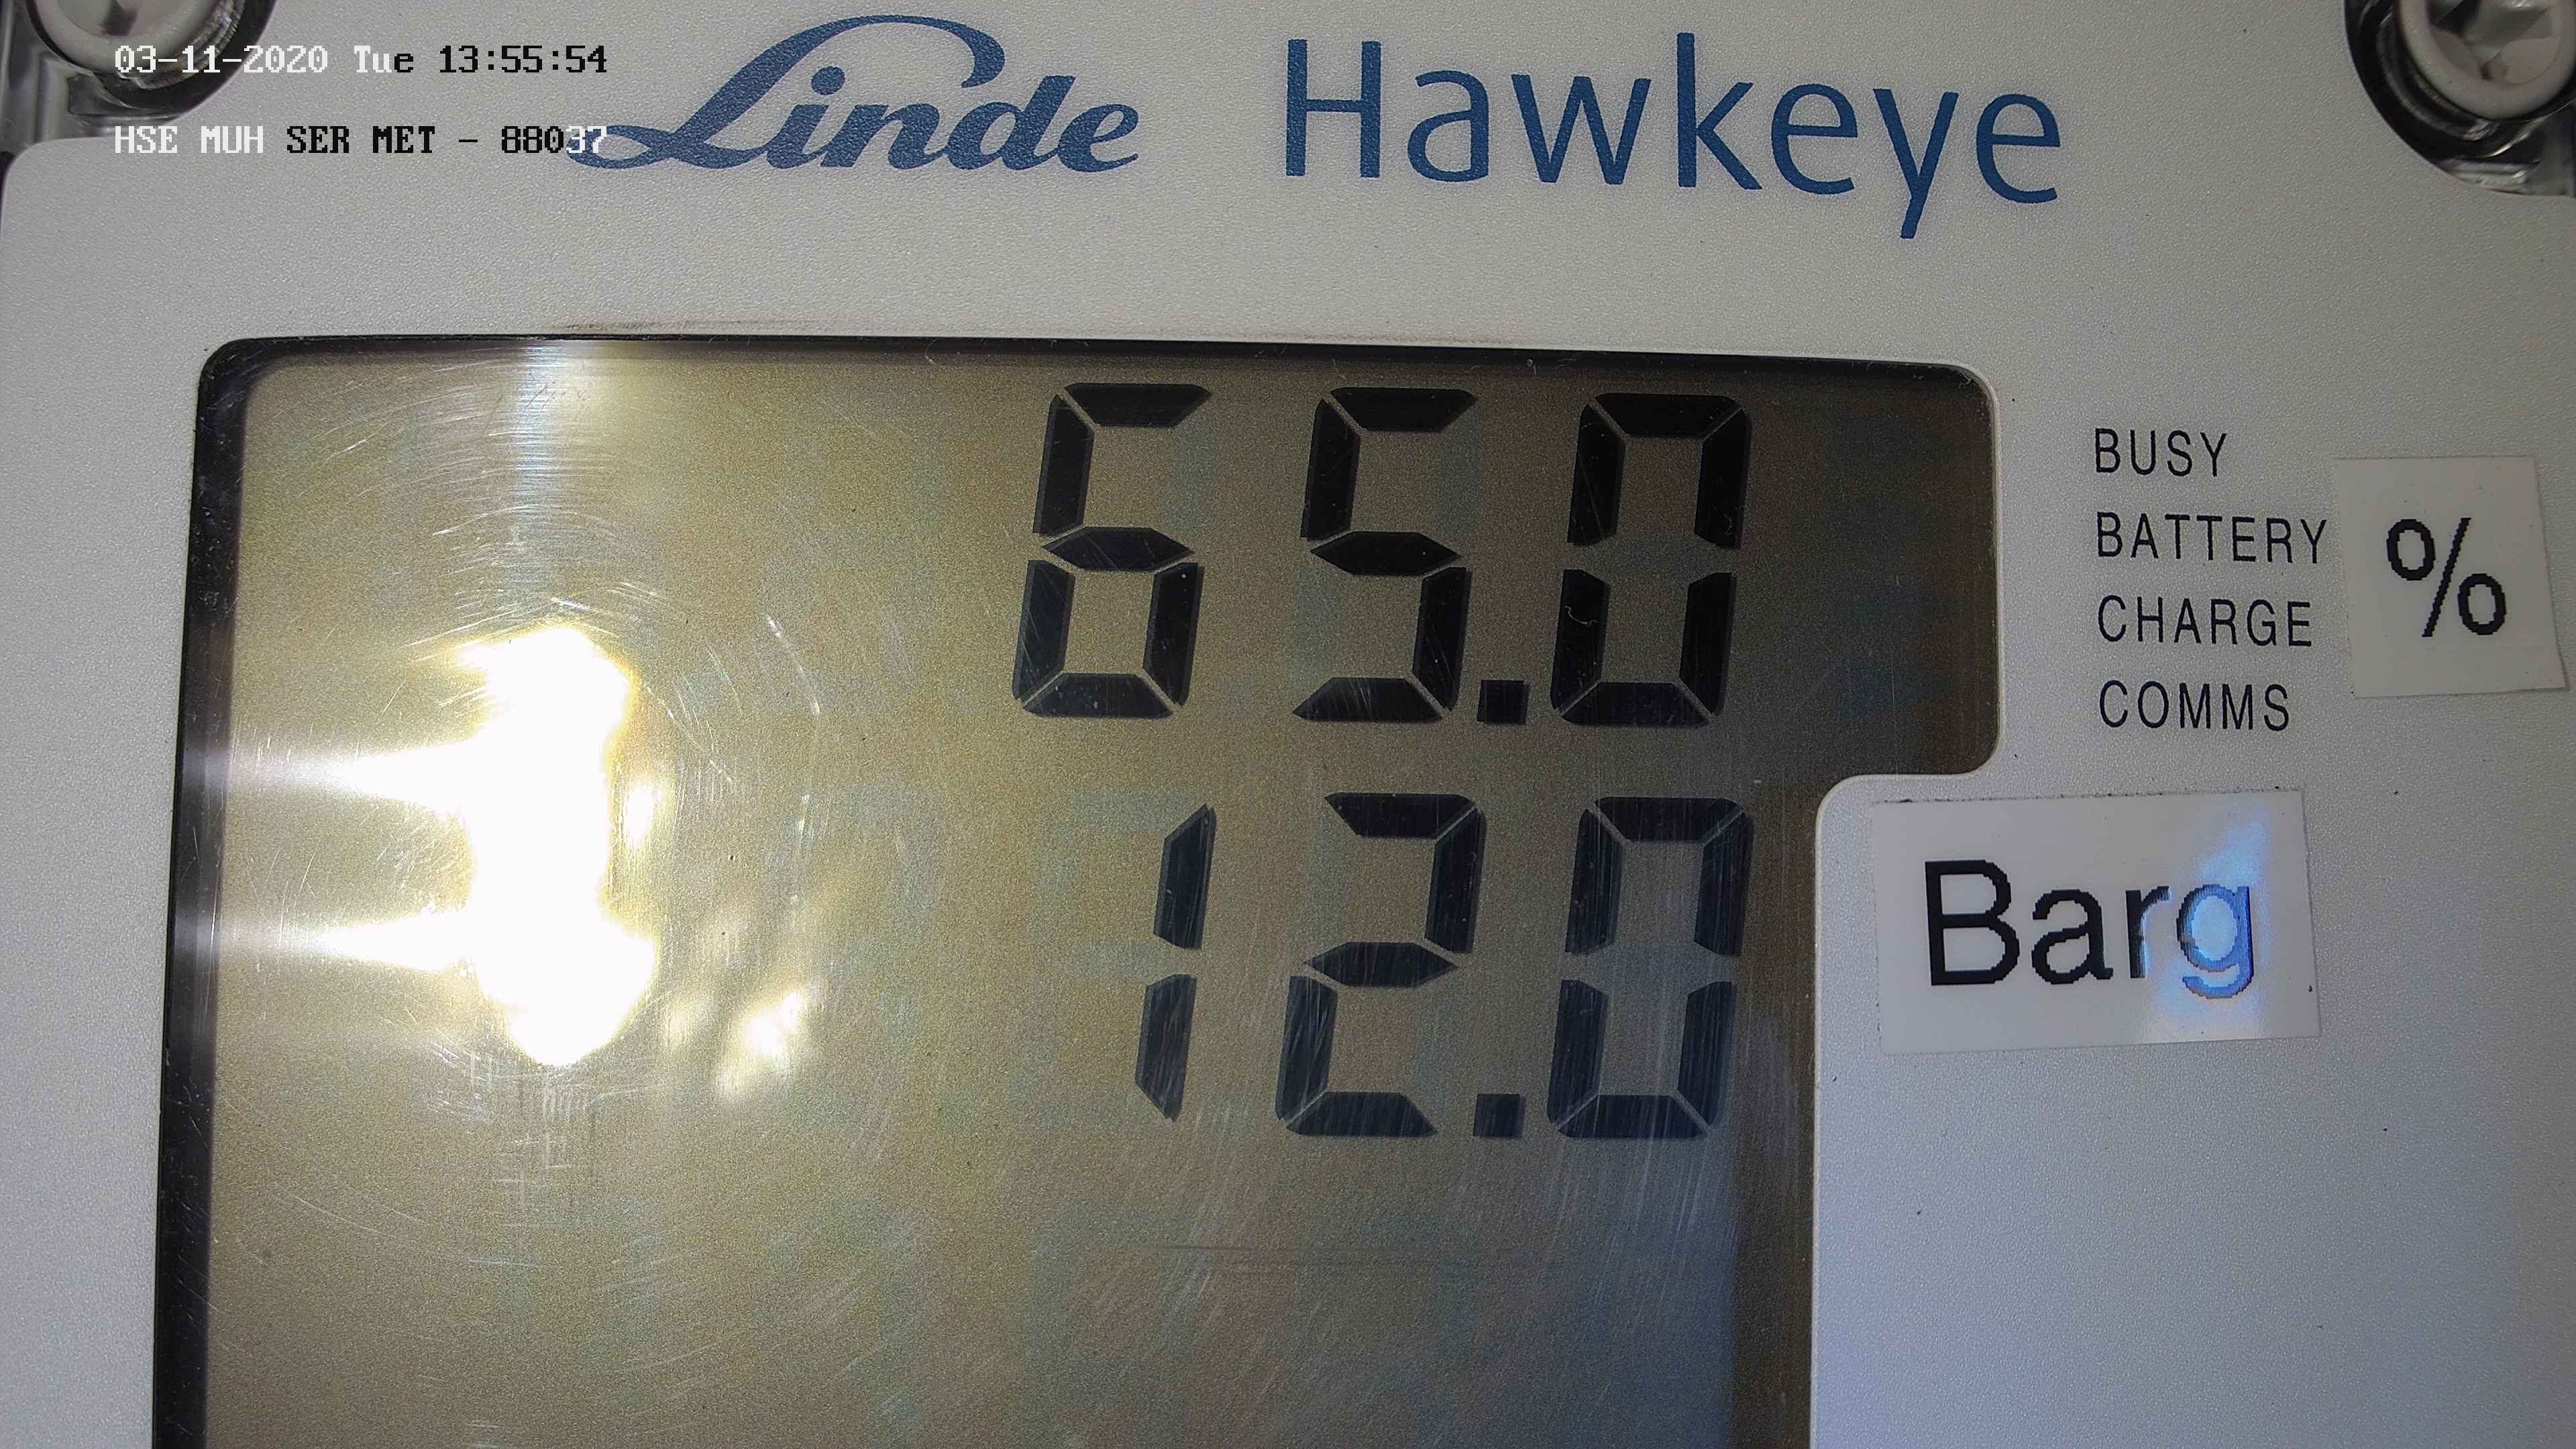 03-11-2020 Tue 13:55:54
HSE MUH SER MET - 88037
Linde Hawkeye
65.0
BUSY
BATTERY
CHARGE
COMMS
%
12.0
Barg